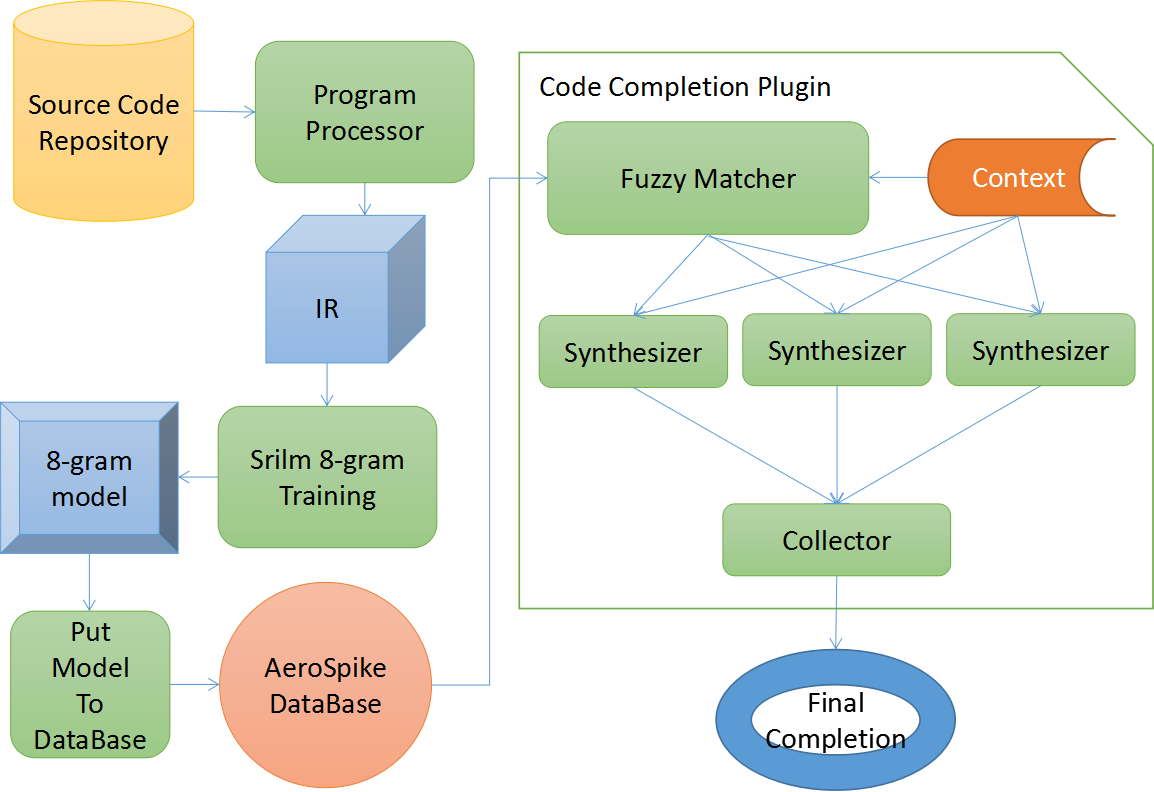 Source Code
Repository
Program
Processor
IR
Srilm 8-gram
Training
8-gram
model
Put
Model
To
DataBase
AeroSpike
DataBase
Code Completion Plugin
Fuzzy Matcher
Context
Synthesizer
Synthesizer
Synthesizer
Collector
Final
Completion